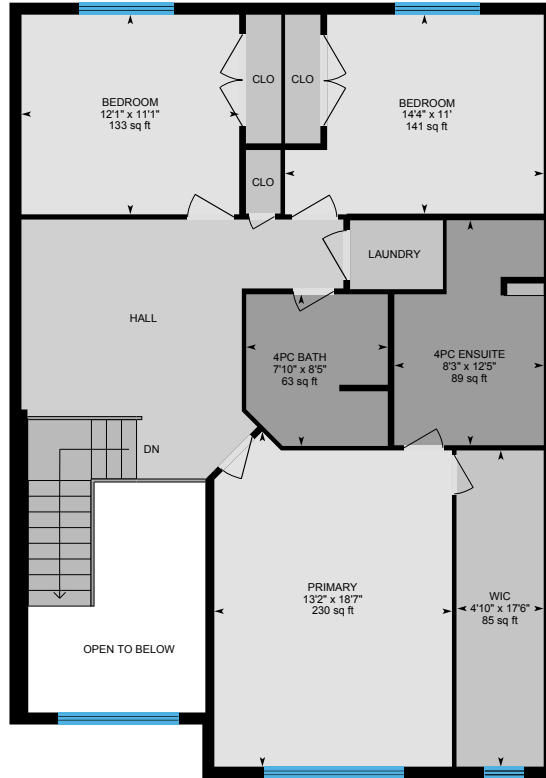 CLO
CLO
BEDROOM
12'1" x 11'1"
133 sq ft
BEDROOM
14'4" x 11'
141 sq ft
CLO
LAUNDRY
HALL
4PC BATH
7'10" x 8'5"
63 sq ft
4PC ENSUITE
8'3" x 12'5"
89 sq ft
DN
PRIMARY
13'2" x 18'7"
230 sq ft
WIC
4'10" x 17'6"
85 sq ft
OPEN TO BELOW